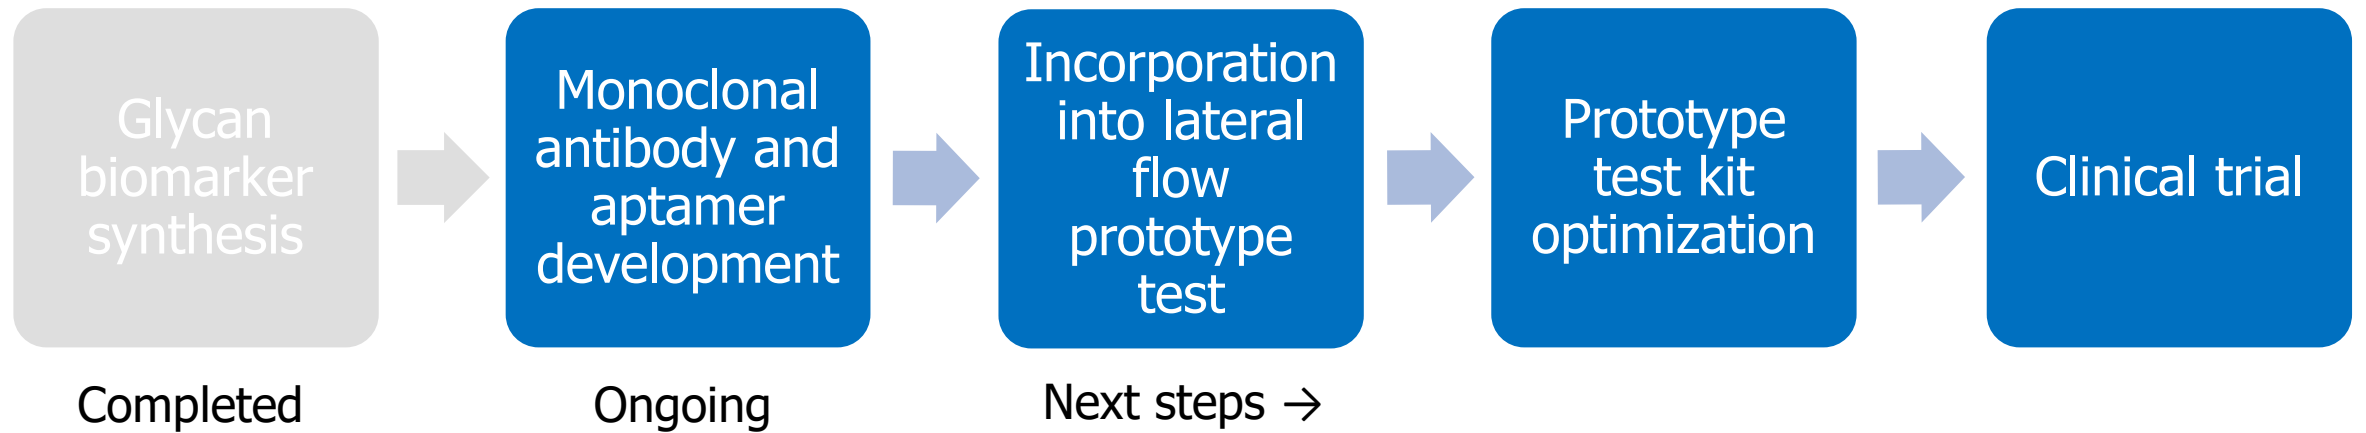 Glycan
biomarker
synthesis
Monoclonal
antibody and
aptamer
development
Incorporation
into lateral
flow
prototype
test
Prototype
test kit
optimization
Clinical trial
Completed
Ongoing
Next steps →